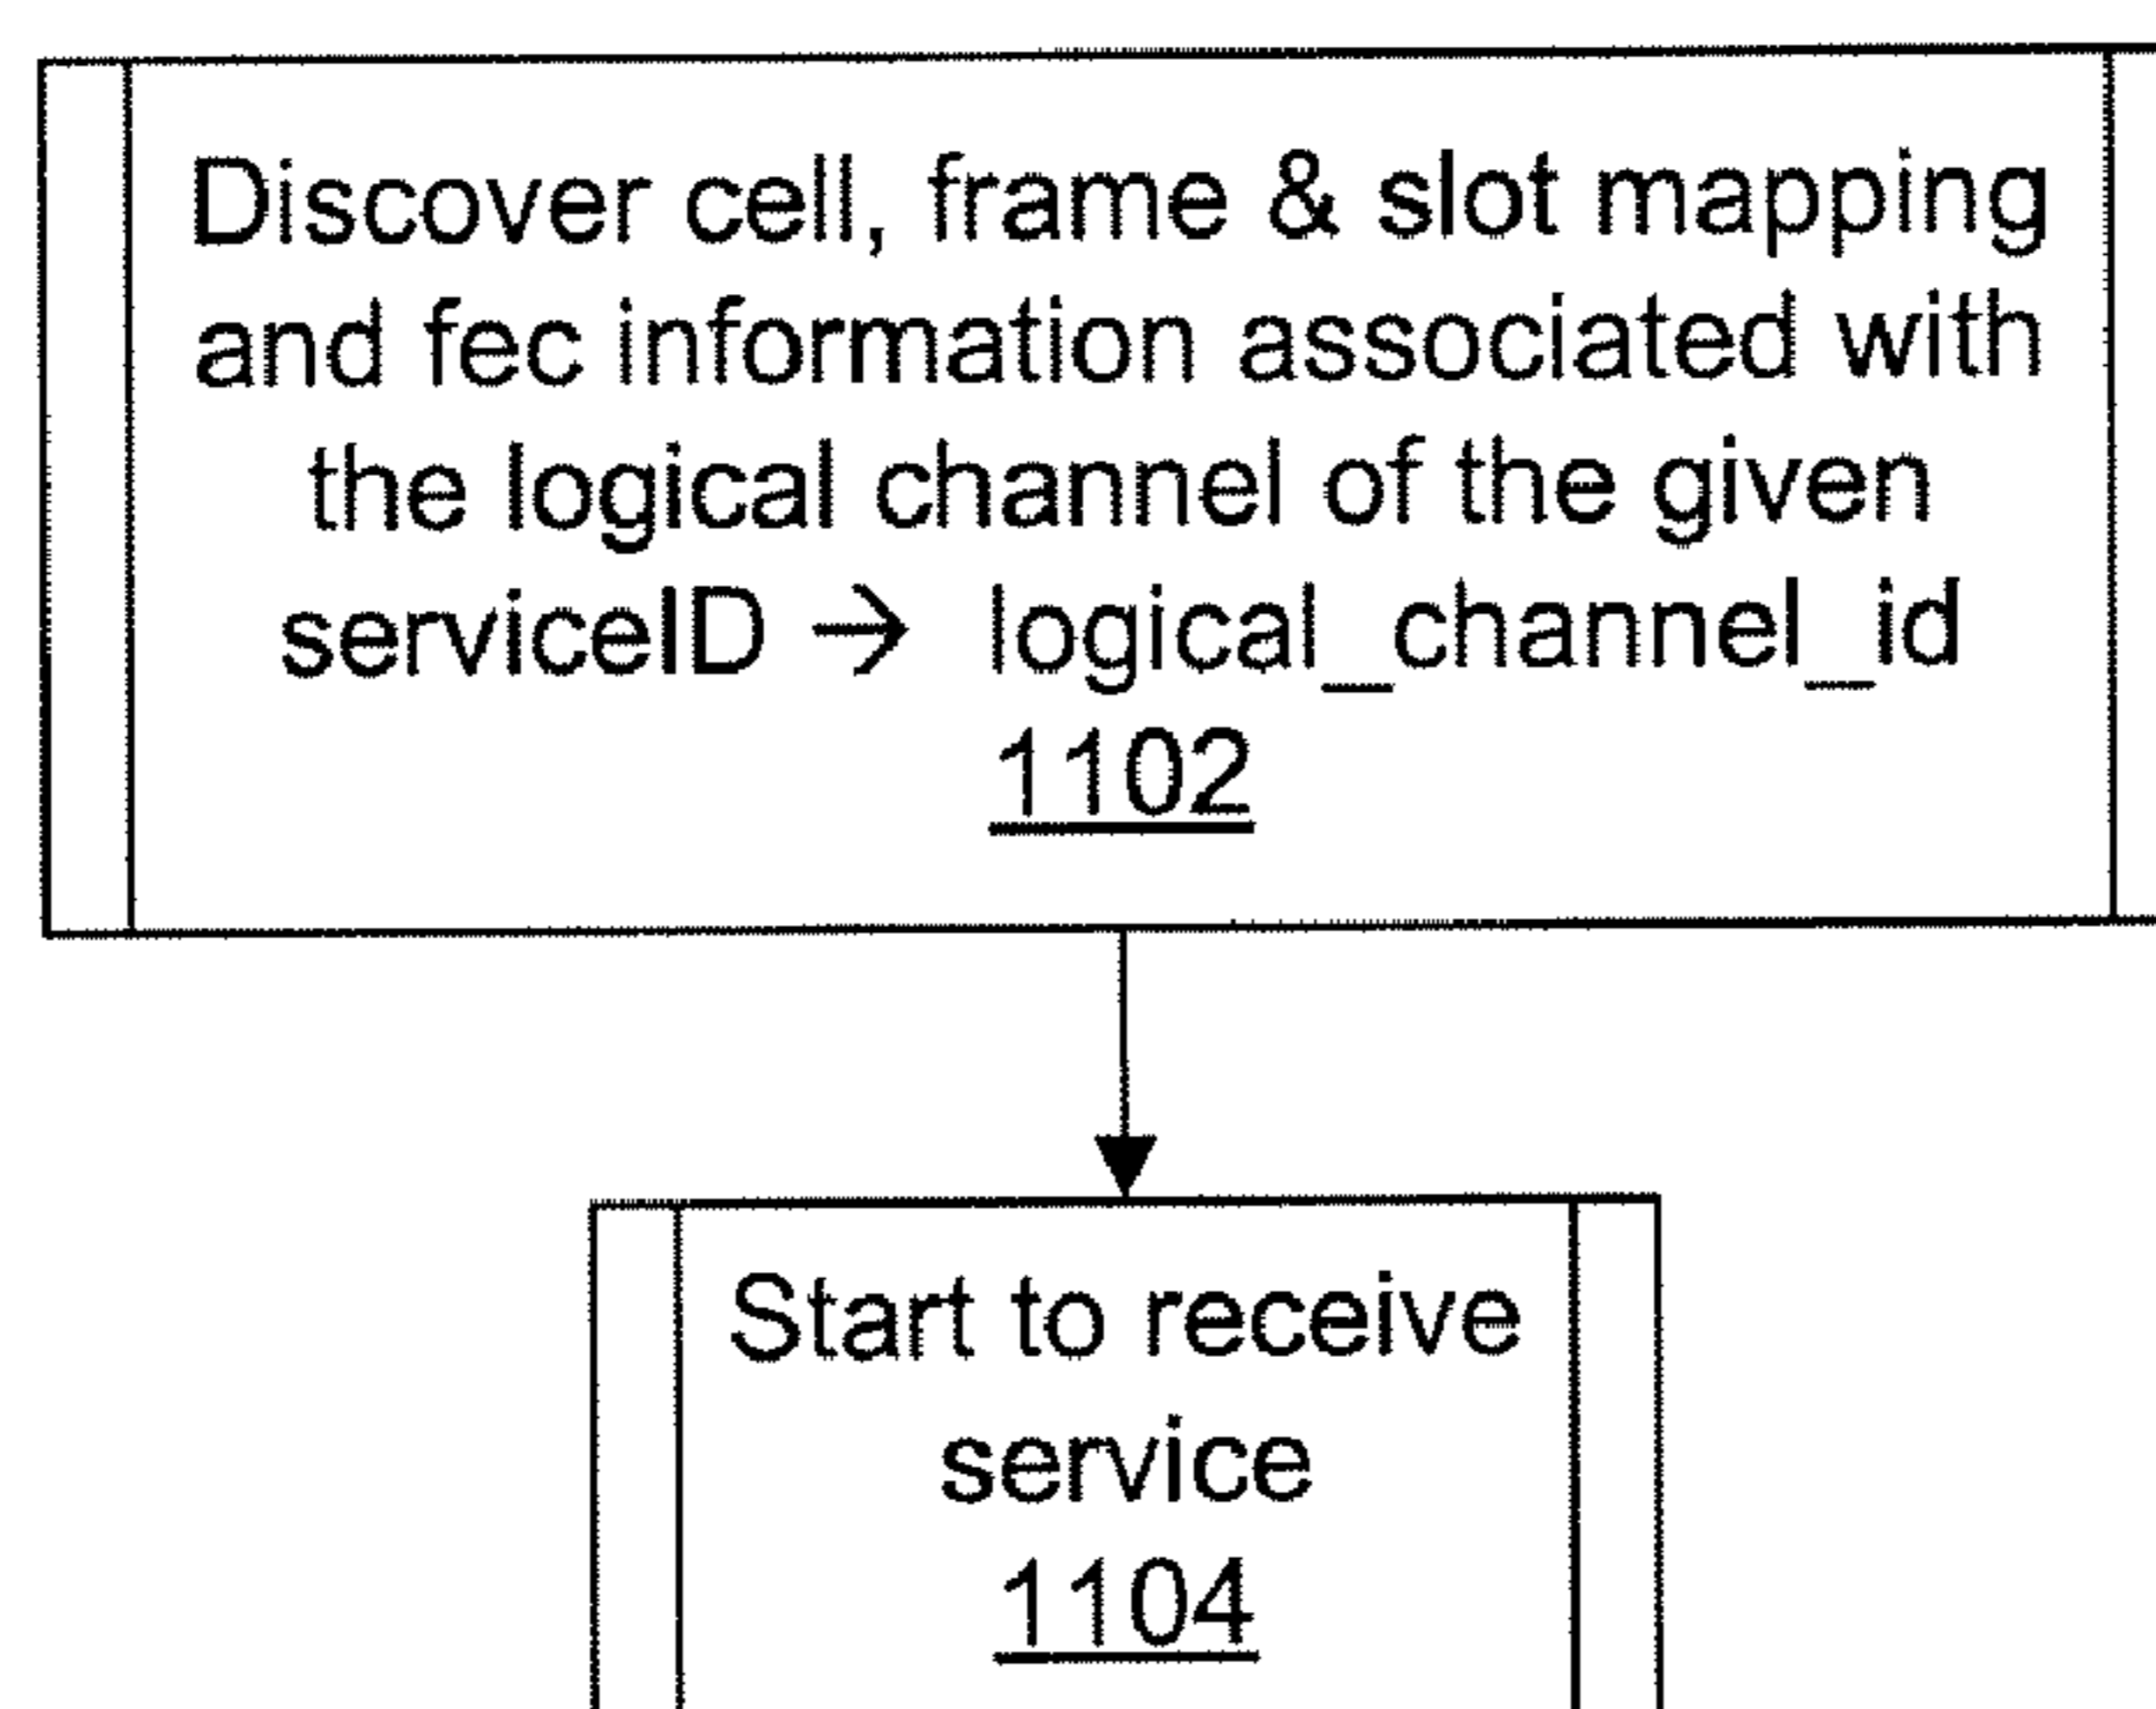 Discover cell, frame & slot mapping
and fec information associated with
the logical channel of the given
serviceID → logical_channel_id
1102
Start to receive
service
1104